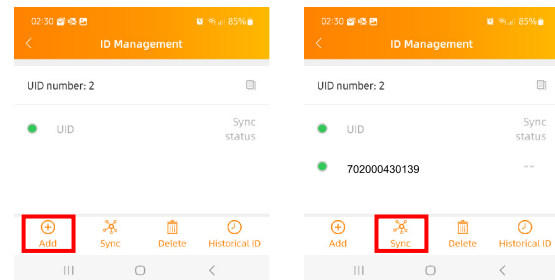 02:30 85%
ID Management
UID number: 2
UID Sync status
Add Sync Delete Historical ID
02:30 85%
ID Management
UID number: 2
UID Sync status
702000430139 --
Add Sync Delete Historical ID